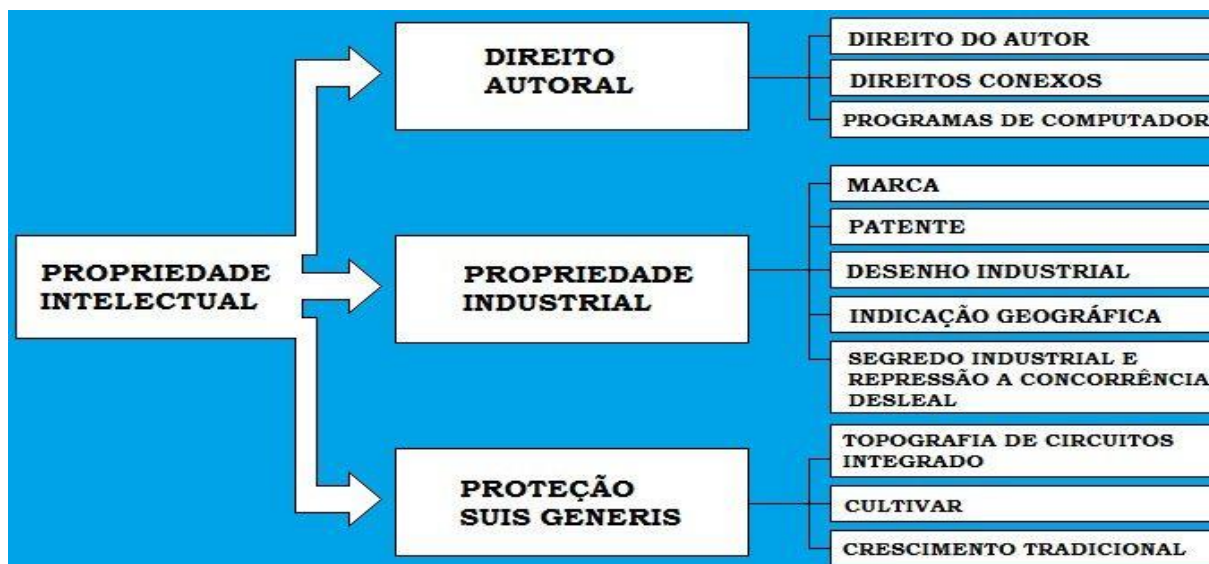 PROPRIEDADE
INTELECTUAL
DIREITO
AUTORAL
DIREITO DO AUTOR
DIREITOS CONEXOS
PROGRAMAS DE COMPUTADOR
PROPRIEDADE
INDUSTRIAL
MARCA
PATENTE
DESENHO INDUSTRIAL
INDICAÇÃO GEOGRÁFICA
SEGREDO INDUSTRIAL E
REPRESSÃO A CONCORRÊNCIA
DESLEAL
PROTEÇÃO
SUIS GENERIS
TOPOGRAFIA DE CIRCUITOS
INTEGRADO
CULTIVAR
CRESCIMENTO TRADICIONAL